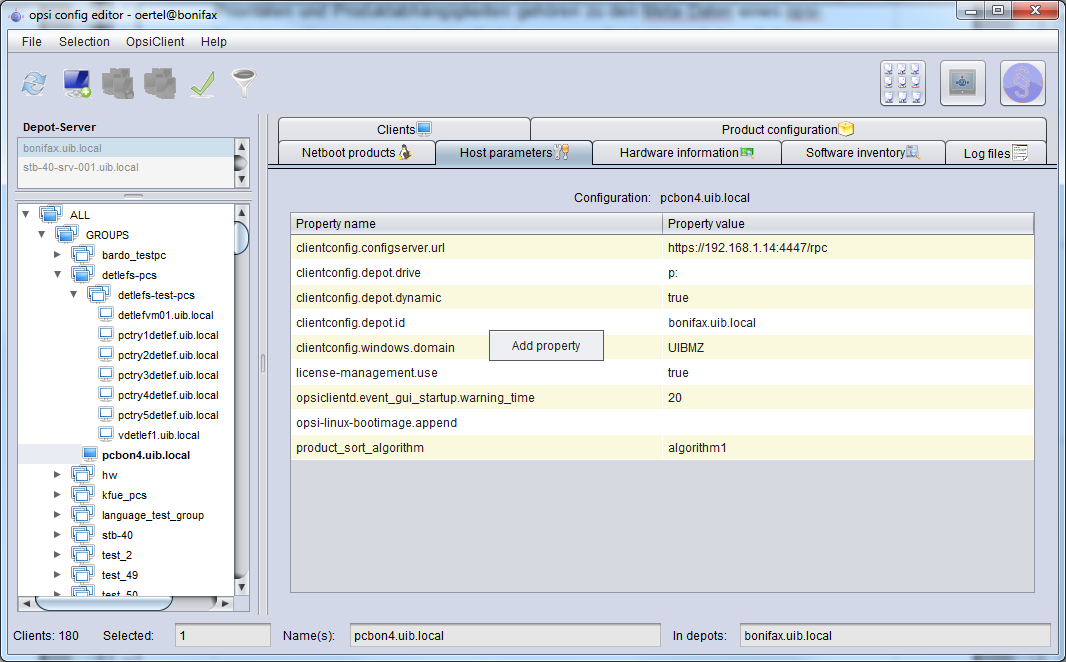 opsi config editor - oertel@bonifax
File Selection OpsiClient Help
Depot-Server
bonifax.uib.local
stb-40-srv-001.uib.local
ALL
GROUPS
bardo_testpc
detlefs-pcs
detlefs-test-pcs
detlefvm01.uib.local
pctry1detlef.uib.local
pctry2detlef.uib.local
pctry3detlef.uib.local
pctry4detlef.uib.local
pctry5detlef.uib.local
vdetlef1.uib.local
pcbon4.uib.local
hw
kfue_pcs
language_test_group
stb-40
test_2
test_49
test_50
Clients Product configuration
Netboot products Host parameters Hardware information Software inventory Log files
Configuration: pcbon4.uib.local
Property name Property value
clientconfig.configserver.url https://192.168.1.14:4447/rpc
clientconfig.depot.drive p:
clientconfig.depot.dynamic true
clientconfig.depot.id bonifax.uib.local
clientconfig.windows.domain UIBMZ
Add property
license-management.use true
opsiclientd.event_gui_startup.warning_time 20
opsi-linux-bootimage.append
product_sort_algorithm algorithm1
Clients: 180 Selected: 1 Name(s): pcbon4.uib.local In depots: bonifax.uib.local